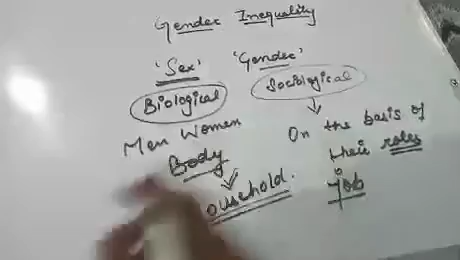 Gender Inequality
'Sex' 'Gender'
Biological Sociological
Men Women On the basis of
Body their roles
ousehold. job